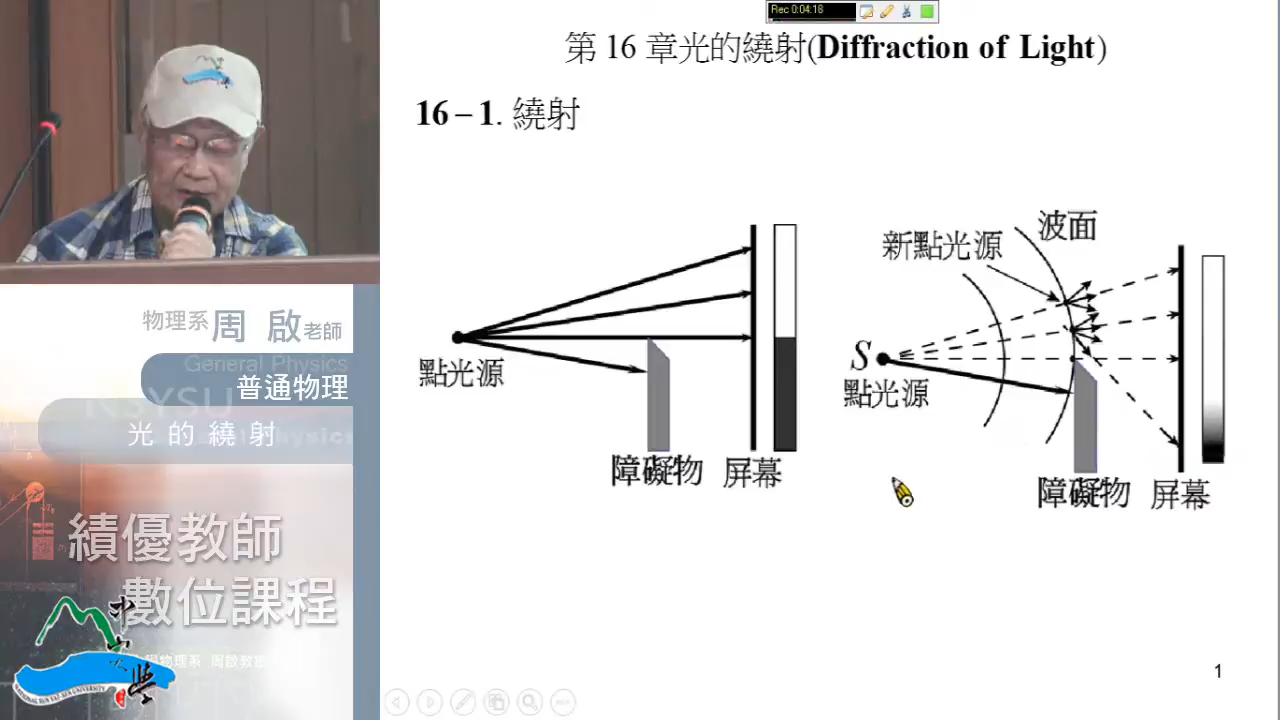 Rec 0:04:18
第 16 章光的繞射(Diffraction of Light)
16 – 1. 繞射
點光源
障礙物
屏幕
新點光源
波面
S
點光源
障礙物
屏幕
1
物理系 周 啟 老師
General Physics
普通物理
NSYSU
光 的 繞 射
績優教師
數位課程